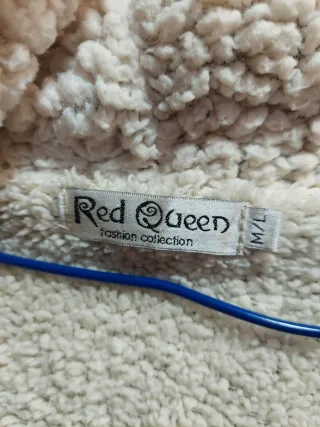 Red Queen
fashion collection
M/L